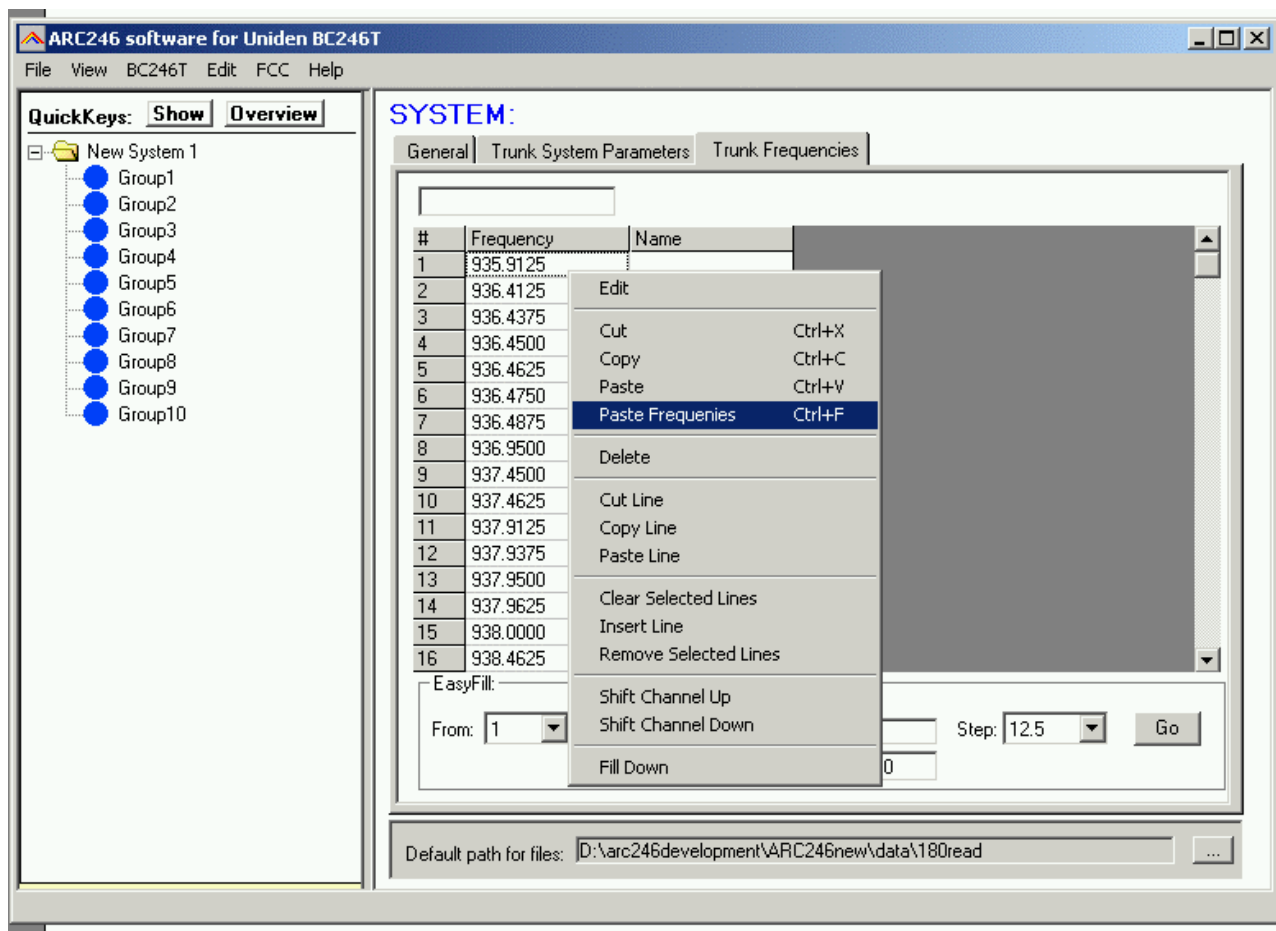 ARC246 software for Uniden BC246T
File View BC246T Edit FCC Help
QuickKeys: Show Overview
New System 1
Group1
Group2
Group3
Group4
Group5
Group6
Group7
Group8
Group9
Group10
SYSTEM:
General Trunk System Parameters Trunk Frequencies
# Frequency Name
1 935.9125
2 936.4125
3 936.4375
4 936.4500
5 936.4625
6 936.4750
7 936.4875
8 936.9500
9 937.4500
10 937.4625
11 937.9125
12 937.9375
13 937.9500
14 937.9625
15 938.0000
16 938.4625
Edit
Cut Ctrl+X
Copy Ctrl+C
Paste Ctrl+V
Paste Frequenies Ctrl+F
Delete
Cut Line
Copy Line
Paste Line
Clear Selected Lines
Insert Line
Remove Selected Lines
Shift Channel Up
Shift Channel Down
Fill Down
EasyFill:
From: 1 Step: 12.5 Go
0
Default path for files: D:\arc246development\ARC246new\data\180read ...